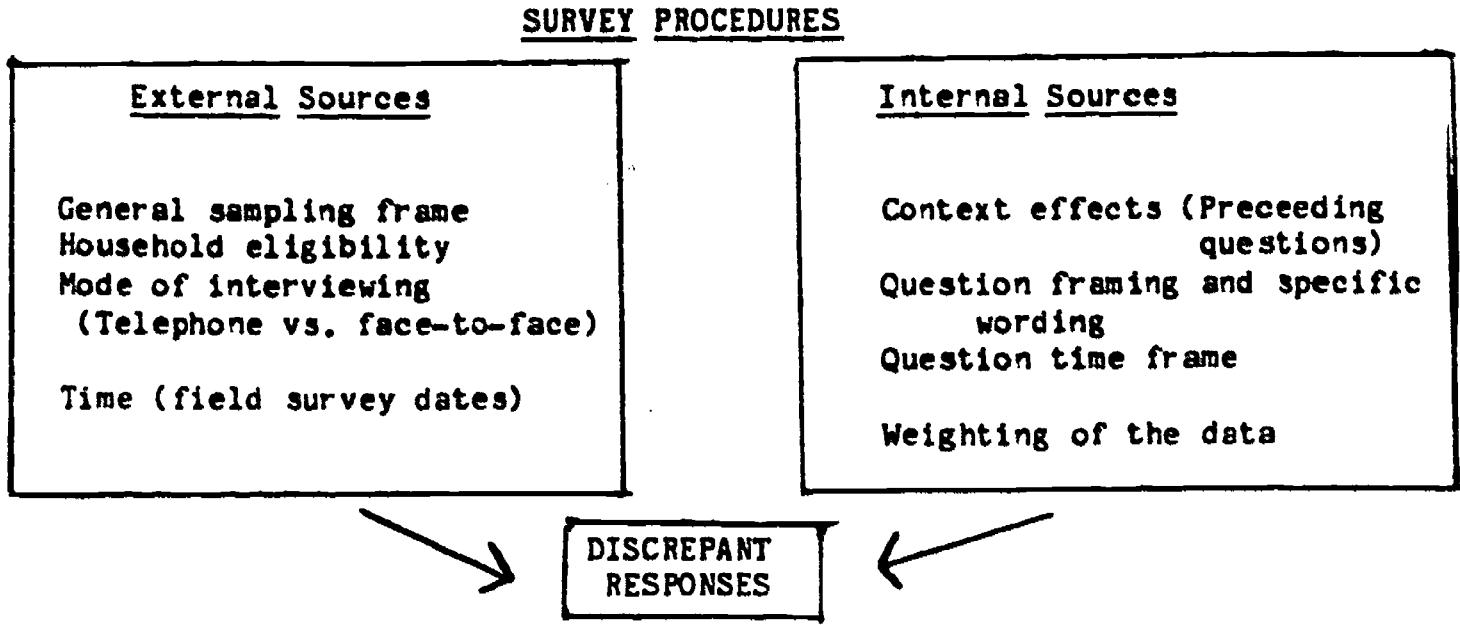 SURVEY PROCEDURES
External Sources
General sampling frame
Household eligibility
Mode of interviewing
(Telephone vs. face-to-face)
Time (field survey dates)
Internal Sources
Context effects (Preceeding
questions)
Question framing and specific
wording
Question time frame
Weighting of the data
DISCREPANT
RESPONSES